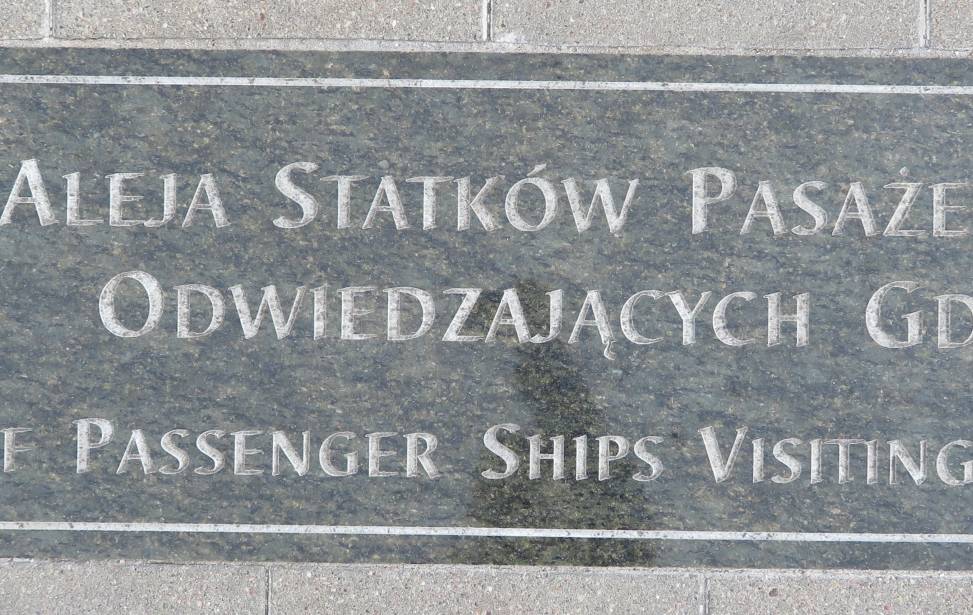 Aleja Statków Pasaże
Odwiedzających Gd
f Passenger Ships Visiting